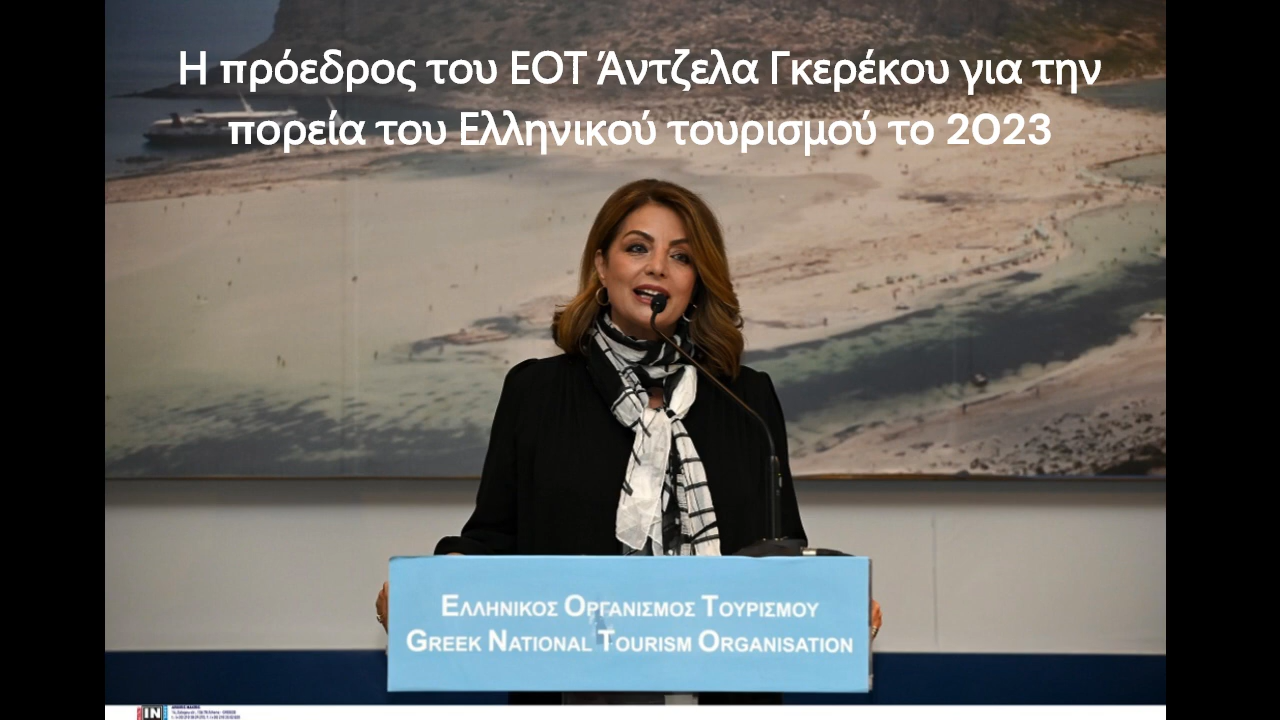 Η πρόεδρος του ΕΟΤ Άντζελα Γκερέκου για την
πορεία του Ελληνικού τουρισμού το 2023
ΕΛΛΗΝΙΚΟΣ ΟΡΓΑΝΙΣΜΟΣ ΤΟΥΡΙΣΜΟΥ
GREEK NATIONAL TOURISM ORGANISATION
IN